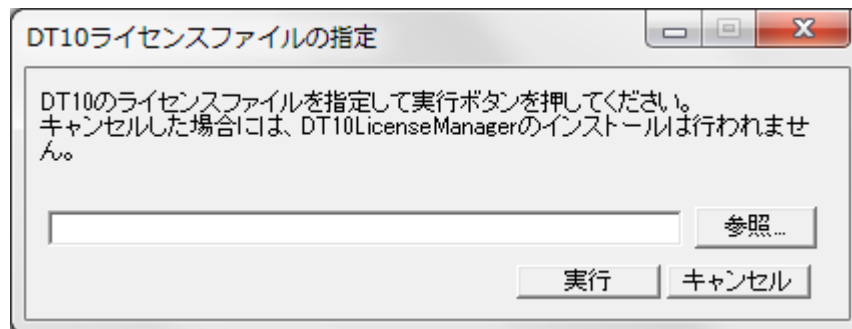 DT10ライセンスファイルの指定
DT10のライセンスファイルを指定して実行ボタンを押してください。
キャンセルした場合には、DT10LicenseManagerのインストールは行われませ
ん。
参照...
実行
キャンセル